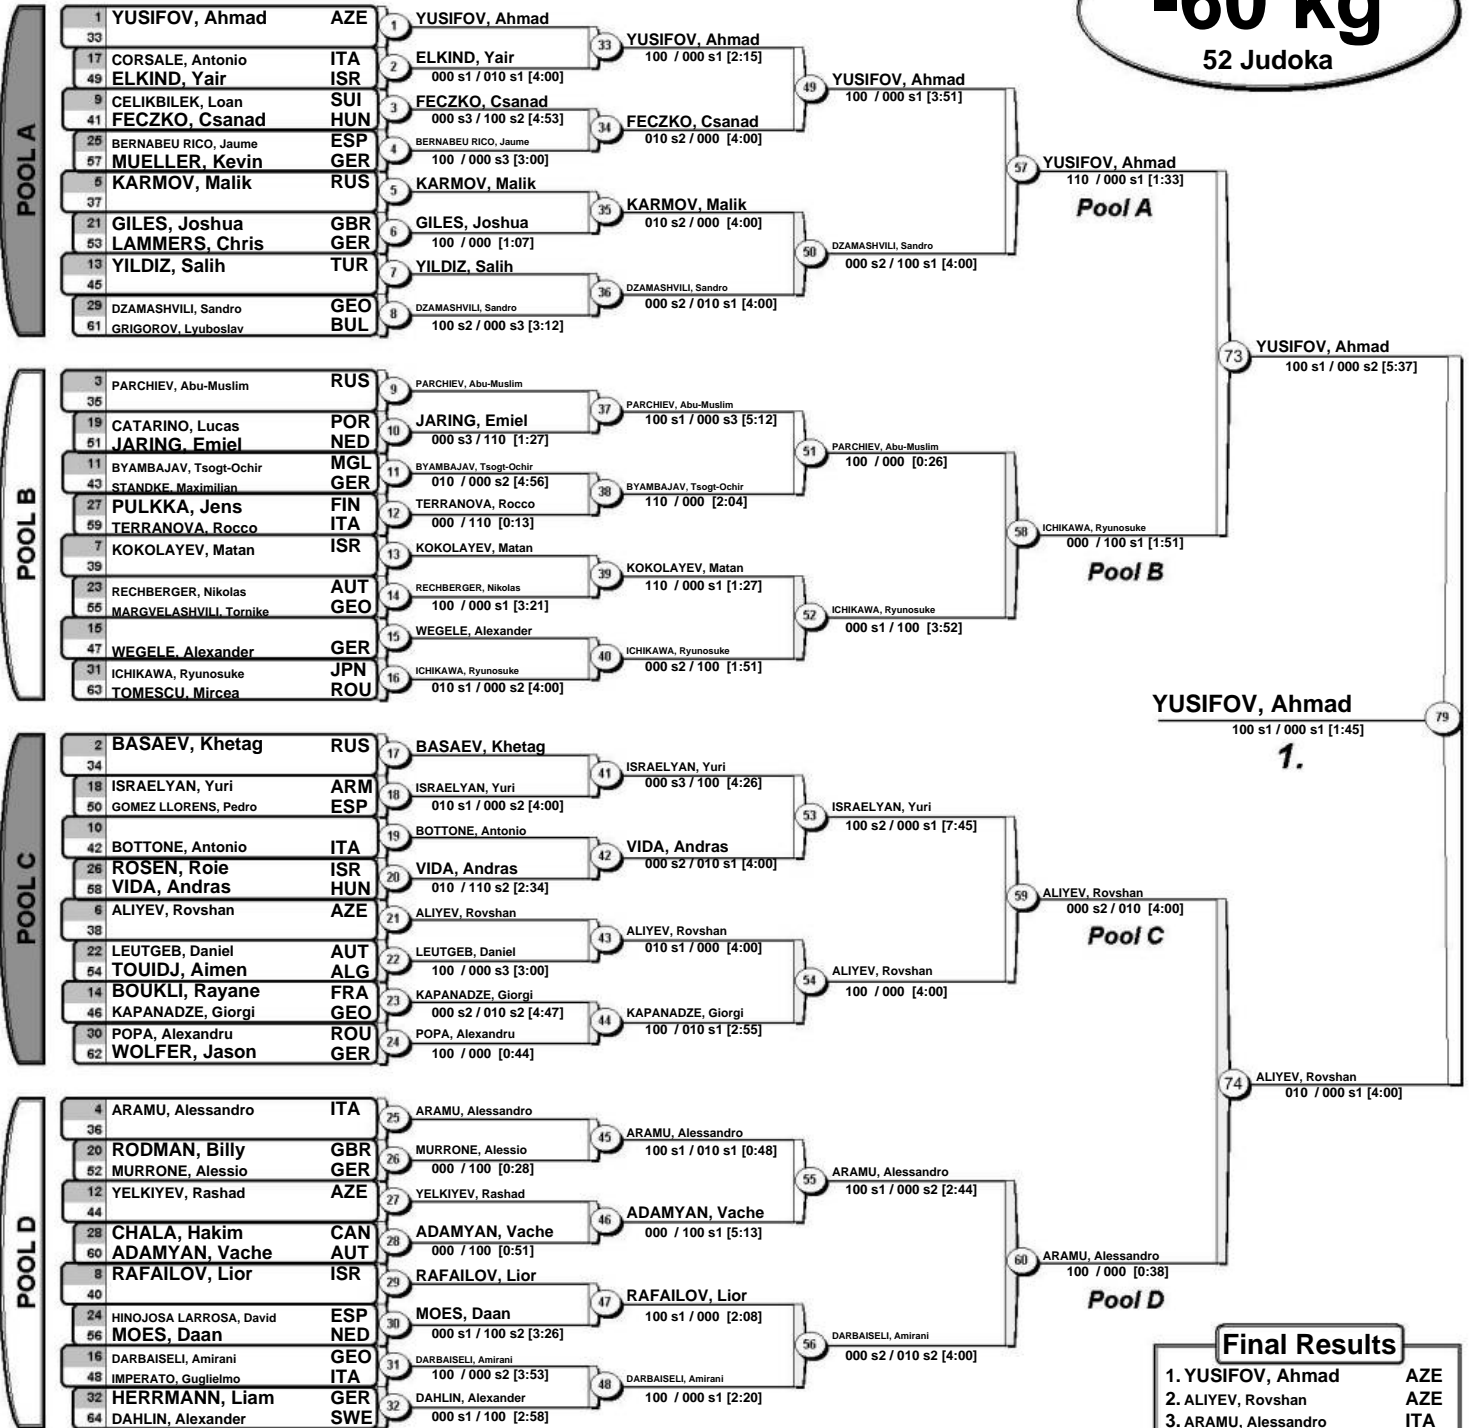 -60 kg
52 Judoka
POOL A
1 YUSIFOV, Ahmad AZE
33
17 CORSALE, Antonio ITA
49 ELKIND, Yair ISR
9 CELIKBILEK, Loan SUI
41 FECZKO, Csanad HUN
25 BERNABEU RICO, Jaume ESP
57 MUELLER, Kevin GER
5 KARMOV, Malik RUS
37
21 GILES, Joshua GBR
53 LAMMERS, Chris GER
13 YILDIZ, Salih TUR
45
29 DZAMASHVILI, Sandro GEO
61 GRIGOROV, Lyuboslav BUL
1 YUSIFOV, Ahmad
2 ELKIND, Yair
000 s1 / 010 s1 [4:00]
3 FECZKO, Csanad
000 s3 / 100 s2 [4:53]
4 BERNABEU RICO, Jaume
100 / 000 s3 [3:00]
5 KARMOV, Malik
6 GILES, Joshua
100 / 000 [1:07]
7 YILDIZ, Salih
8 DZAMASHVILI, Sandro
100 s2 / 000 s3 [3:12]
33 YUSIFOV, Ahmad
100 / 000 s1 [2:15]
34 FECZKO, Csanad
010 s2 / 000 [4:00]
35 KARMOV, Malik
010 s2 / 000 [4:00]
36 DZAMASHVILI, Sandro
000 s2 / 010 s1 [4:00]
49 YUSIFOV, Ahmad
100 / 000 s1 [3:51]
50 DZAMASHVILI, Sandro
000 s2 / 100 s1 [4:00]
57 YUSIFOV, Ahmad
110 / 000 s1 [1:33]
Pool A
POOL B
3 PARCHIEV, Abu-Muslim RUS
35
19 CATARINO, Lucas POR
51 JARING, Emiel NED
11 BYAMBAJAV, Tsogt-Ochir MGL
43 STANDKE, Maximilian GER
27 PULKKA, Jens FIN
59 TERRANOVA, Rocco ITA
7 KOKOLAYEV, Matan ISR
39
23 RECHBERGER, Nikolas AUT
55 MARGVELASHVILI, Tornike GEO
15
47 WEGELE, Alexander GER
31 ICHIKAWA, Ryunosuke JPN
63 TOMESCU, Mircea ROU
9 PARCHIEV, Abu-Muslim
10 JARING, Emiel
000 s3 / 110 [1:27]
11 BYAMBAJAV, Tsogt-Ochir
010 / 000 s2 [4:56]
12 TERRANOVA, Rocco
000 / 110 [0:13]
13 KOKOLAYEV, Matan
14 RECHBERGER, Nikolas
100 / 000 s1 [3:21]
15 WEGELE, Alexander
16 ICHIKAWA, Ryunosuke
010 s1 / 000 s2 [4:00]
37 PARCHIEV, Abu-Muslim
100 s1 / 000 s3 [5:12]
38 BYAMBAJAV, Tsogt-Ochir
110 / 000 [2:04]
39 KOKOLAYEV, Matan
110 / 000 s1 [1:27]
40 ICHIKAWA, Ryunosuke
000 s2 / 100 [1:51]
51 PARCHIEV, Abu-Muslim
100 / 000 [0:26]
52 ICHIKAWA, Ryunosuke
000 s1 / 100 [3:52]
58 ICHIKAWA, Ryunosuke
000 / 100 s1 [1:51]
Pool B
73 YUSIFOV, Ahmad
100 s1 / 000 s2 [5:37]
YUSIFOV, Ahmad 79
100 s1 / 000 s1 [1:45]
1.
POOL C
2 BASAEV, Khetag RUS
34
18 ISRAELYAN, Yuri ARM
50 GOMEZ LLORENS, Pedro ESP
10
42 BOTTONE, Antonio ITA
26 ROSEN, Roie ISR
58 VIDA, Andras HUN
6 ALIYEV, Rovshan AZE
38
22 LEUTGEB, Daniel AUT
54 TOUIDJ, Aimen ALG
14 BOUKLI, Rayane FRA
46 KAPANADZE, Giorgi GEO
30 POPA, Alexandru ROU
62 WOLFER, Jason GER
17 BASAEV, Khetag
18 ISRAELYAN, Yuri
010 s1 / 000 s2 [4:00]
19 BOTTONE, Antonio
20 VIDA, Andras
010 / 110 s2 [2:34]
21 ALIYEV, Rovshan
22 LEUTGEB, Daniel
100 / 000 s3 [3:00]
23 KAPANADZE, Giorgi
000 s2 / 010 s2 [4:47]
24 POPA, Alexandru
100 / 000 [0:44]
41 ISRAELYAN, Yuri
000 s3 / 100 [4:26]
42 VIDA, Andras
000 s2 / 010 s1 [4:00]
43 ALIYEV, Rovshan
010 s1 / 000 [4:00]
44 KAPANADZE, Giorgi
100 / 010 s1 [2:55]
53 ISRAELYAN, Yuri
100 s2 / 000 s1 [7:45]
54 ALIYEV, Rovshan
100 / 000 [4:00]
59 ALIYEV, Rovshan
000 s2 / 010 [4:00]
Pool C
POOL D
4 ARAMU, Alessandro ITA
36
20 RODMAN, Billy GBR
52 MURRONE, Alessio GER
12 YELKIYEV, Rashad AZE
44
28 CHALA, Hakim CAN
60 ADAMYAN, Vache AUT
8 RAFAILOV, Lior ISR
40
24 HINOJOSA LARROSA, David ESP
56 MOES, Daan NED
16 DARBAISELI, Amirani GEO
48 IMPERATO, Guglielmo ITA
32 HERRMANN, Liam GER
64 DAHLIN, Alexander SWE
25 ARAMU, Alessandro
26 MURRONE, Alessio
000 / 100 [0:28]
27 YELKIYEV, Rashad
28 ADAMYAN, Vache
000 / 100 [0:51]
29 RAFAILOV, Lior
30 MOES, Daan
000 s1 / 100 s2 [3:26]
31 DARBAISELI, Amirani
100 / 000 s2 [3:53]
32 DAHLIN, Alexander
000 s1 / 100 [2:58]
45 ARAMU, Alessandro
100 s1 / 010 s1 [0:48]
46 ADAMYAN, Vache
000 / 100 s1 [5:13]
47 RAFAILOV, Lior
100 s1 / 000 [2:08]
48 DARBAISELI, Amirani
100 / 000 s1 [2:20]
55 ARAMU, Alessandro
100 s1 / 000 s2 [2:44]
56 DARBAISELI, Amirani
000 s2 / 010 s2 [4:00]
60 ARAMU, Alessandro
100 / 000 [0:38]
Pool D
74 ALIYEV, Rovshan
010 / 000 s1 [4:00]
Final Results
1. YUSIFOV, Ahmad AZE
2. ALIYEV, Rovshan AZE
3. ARAMU, Alessandro ITA